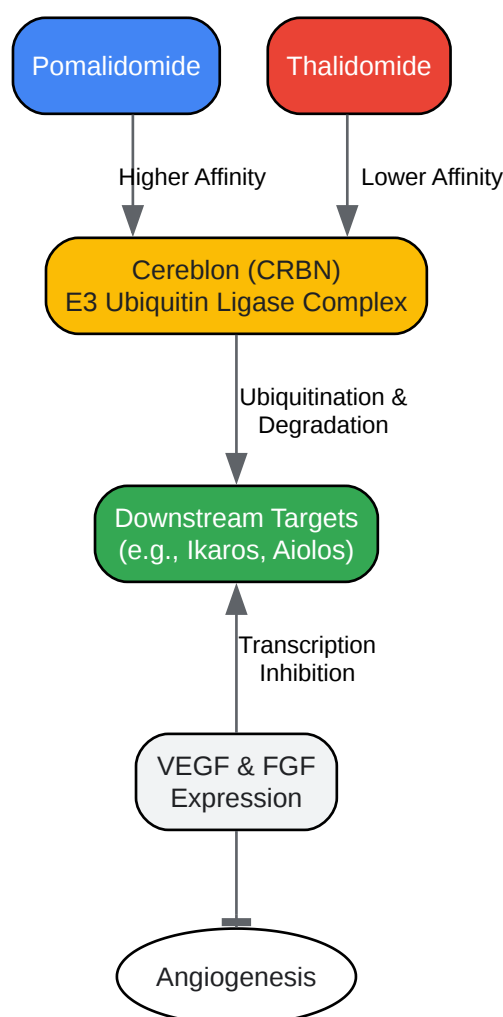 Pomalidomide
Thalidomide
Higher Affinity
Lower Affinity
Cereblon (CRBN)
E3 Ubiquitin Ligase Complex
Ubiquitination &
Degradation
Downstream Targets
(e.g., Ikaros, Aiolos)
Transcription
Inhibition
VEGF & FGF
Expression
Angiogenesis